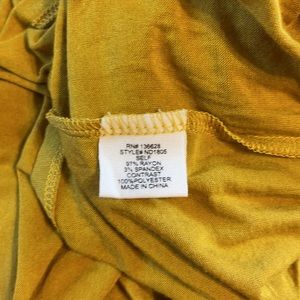 RN# 136628
STYLE# ND1805
SELF
97% RAYON
3% SPANDEX
CONTRAST
100%POLYESTER
MADE IN CHINA